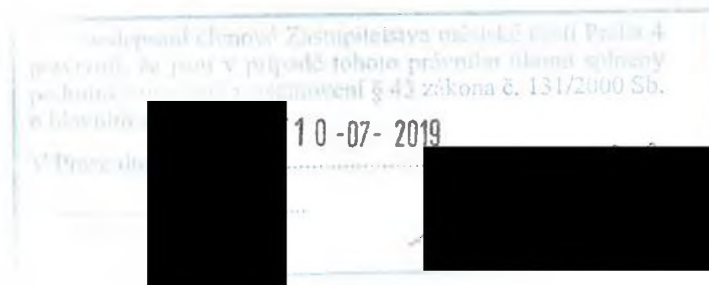 podepsaní členové Zastupitelstva městské části Praha 4
potvrzují, že jsou v případě tohoto právního úkonu splněny
podmínky ustanovení § 43 zákona č. 131/2000 Sb.
o hlavním
10-07- 2019
V Praze dne